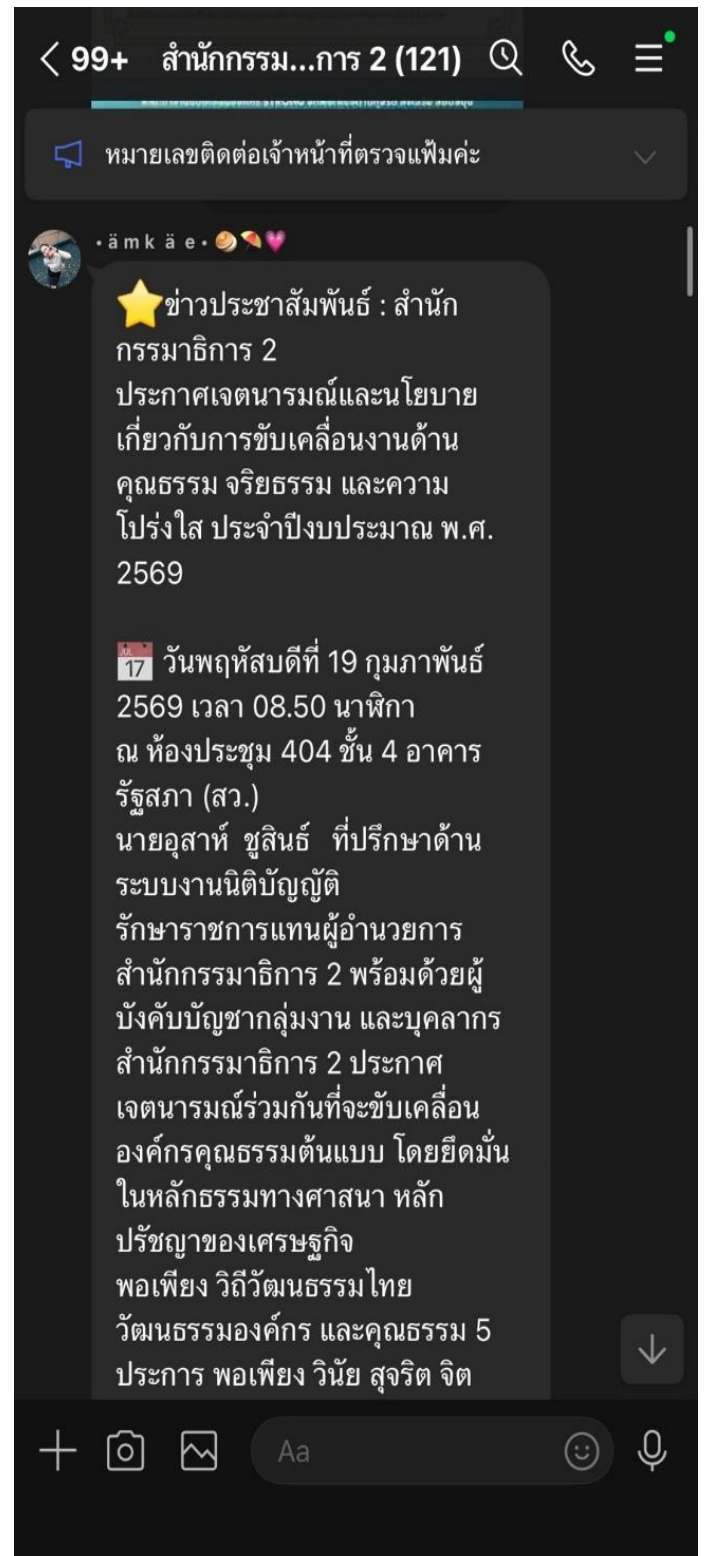 99+ สำนักกรรม...การ 2 (121)
หมายเลขติดต่อเจ้าหน้าที่ตรวจแฟ้มค่ะ
•ämkäe•
⭐ข่าวประชาสัมพันธ์ : สำนัก
กรรมาธิการ 2
ประกาศเจตนารมณ์และนโยบาย
เกี่ยวกับการขับเคลื่อนงานด้าน
คุณธรรม จริยธรรม และความ
โปร่งใส ประจำปีงบประมาณ พ.ศ.
2569
📅 วันพฤหัสบดีที่ 19 กุมภาพันธ์
2569 เวลา 08.50 นาฬิกา
ณ ห้องประชุม 404 ชั้น 4 อาคาร
รัฐสภา (สว.)
นายอุสาห์ ชูสินธ์ ที่ปรึกษาด้าน
ระบบงานนิติบัญญัติ
รักษาราชการแทนผู้อำนวยการ
สำนักกรรมาธิการ 2 พร้อมด้วยผู้
บังคับบัญชากลุ่มงาน และบุคลากร
สำนักกรรมาธิการ 2 ประกาศ
เจตนารมณ์ร่วมกันที่จะขับเคลื่อน
องค์กรคุณธรรมต้นแบบ โดยยึดมั่น
ในหลักธรรมทางศาสนา หลัก
ปรัชญาของเศรษฐกิจ
พอเพียง วิถีวัฒนธรรมไทย
วัฒนธรรมองค์กร และคุณธรรม 5
ประการ พอเพียง วินัย สุจริต จิต
Aa